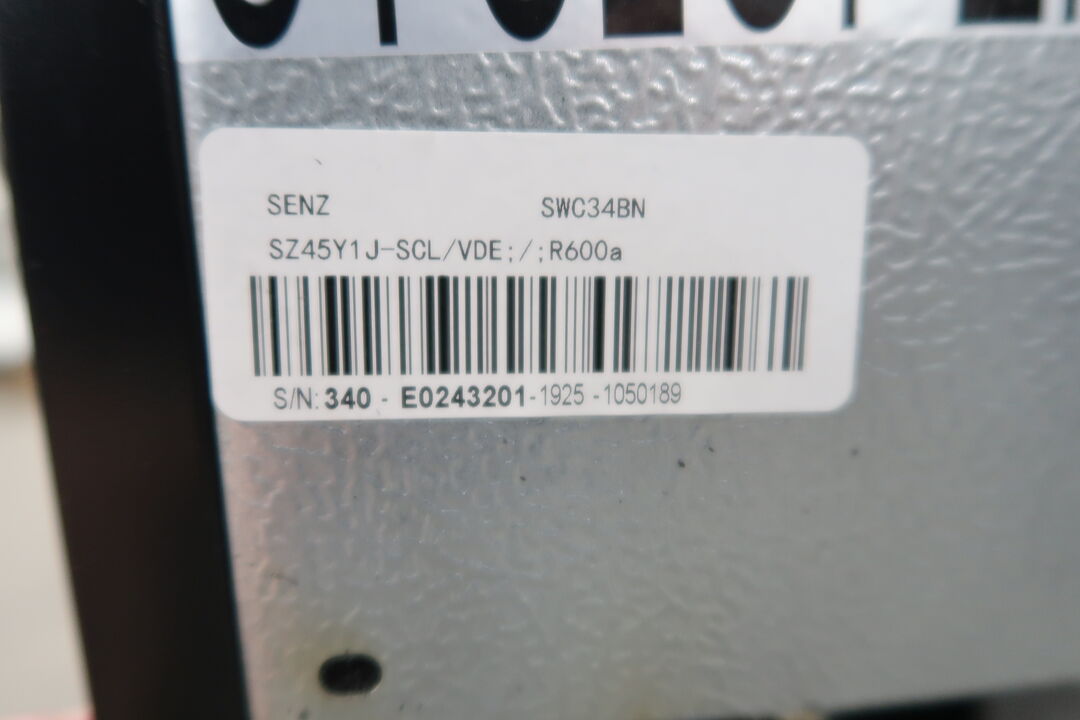 SENZ SWC34BN
SZ45Y1J-SCL/VDE;/;R600a
S/N: 340 - E0243201-1925 -1050189